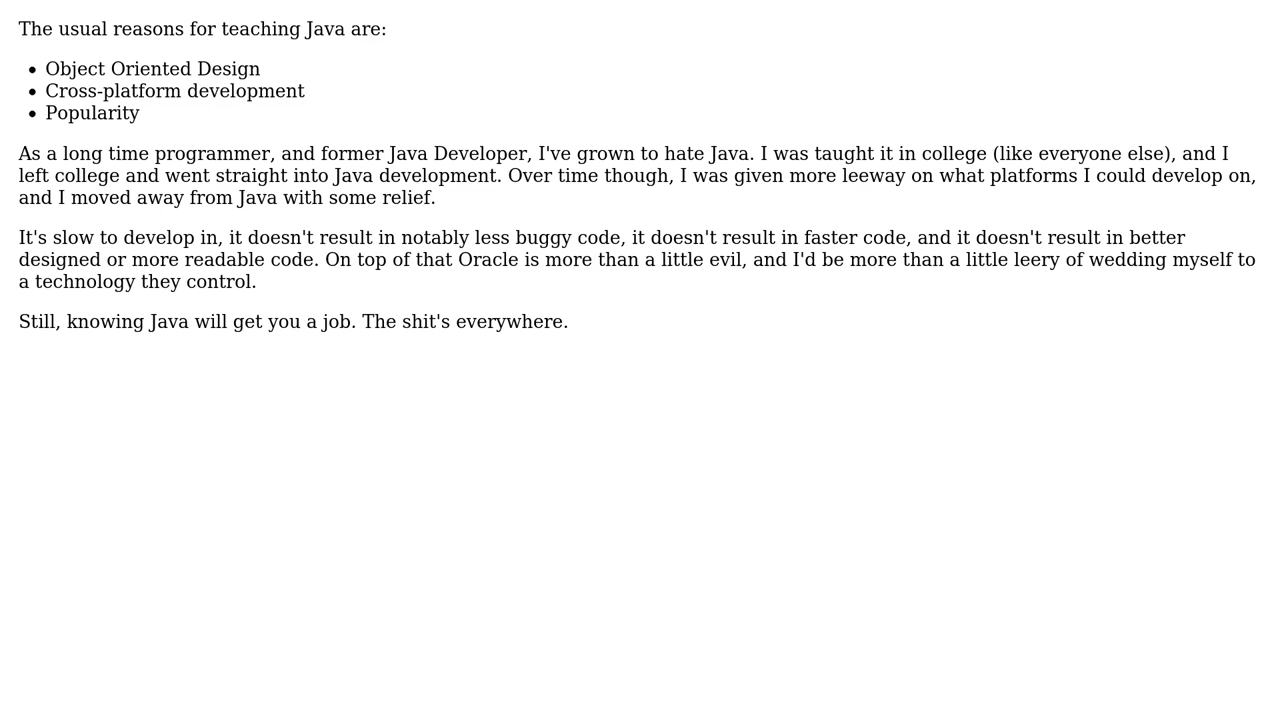 The usual reasons for teaching Java are:
• Object Oriented Design
• Cross-platform development
• Popularity
As a long time programmer, and former Java Developer, I've grown to hate Java. I was taught it in college (like everyone else), and I
left college and went straight into Java development. Over time though, I was given more leeway on what platforms I could develop on,
and I moved away from Java with some relief.
It's slow to develop in, it doesn't result in notably less buggy code, it doesn't result in faster code, and it doesn't result in better
designed or more readable code. On top of that Oracle is more than a little evil, and I'd be more than a little leery of wedding myself to
a technology they control.
Still, knowing Java will get you a job. The shit's everywhere.